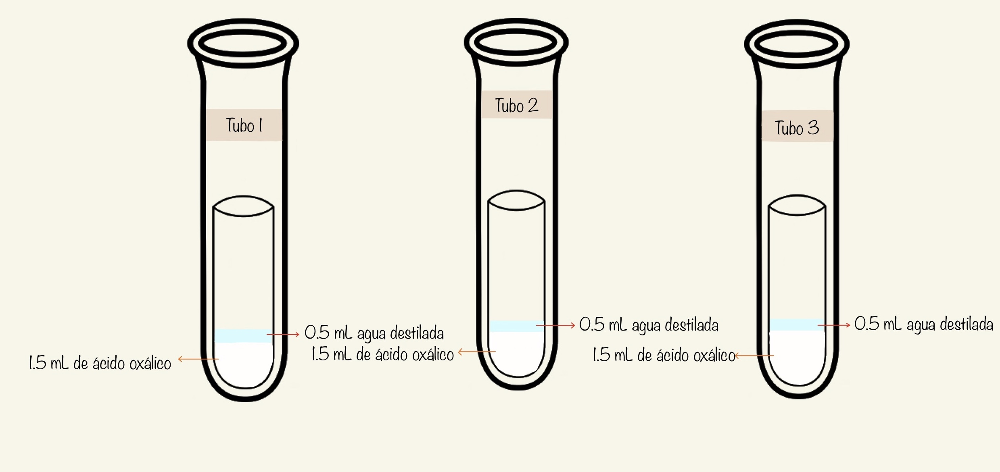 Tubo 1
0.5 mL agua destilada
1.5 mL de ácido oxálico
Tubo 2
0.5 mL agua destilada
1.5 mL de ácido oxálico
Tubo 3
0.5 mL agua destilada
1.5 mL de ácido oxálico